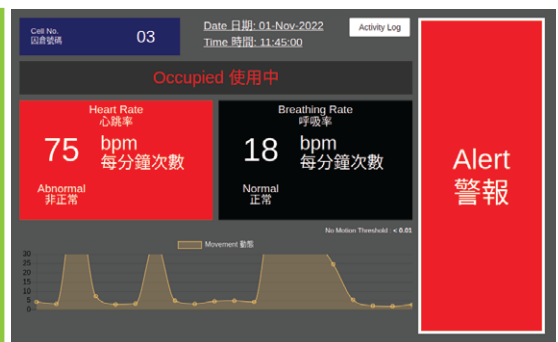 Cell No.
囚倉號碼
03
Date 日期: 01-Nov-2022
Time 時間: 11:45:00
Activity Log
Occupied 使用中
Heart Rate
心跳率
75 bpm
每分鐘次數
Abnormal
非正常
Breathing Rate
呼吸率
18 bpm
每分鐘次數
Normal
正常
Alert
警報
No Motion Threshold : < 0.01
Movement 動態
30
25
20
15
10
5
0